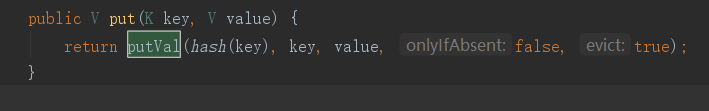 public V put(K key, V value) {
return putVal(hash(key), key, value, onlyIfAbsent: false, evict: true);
}